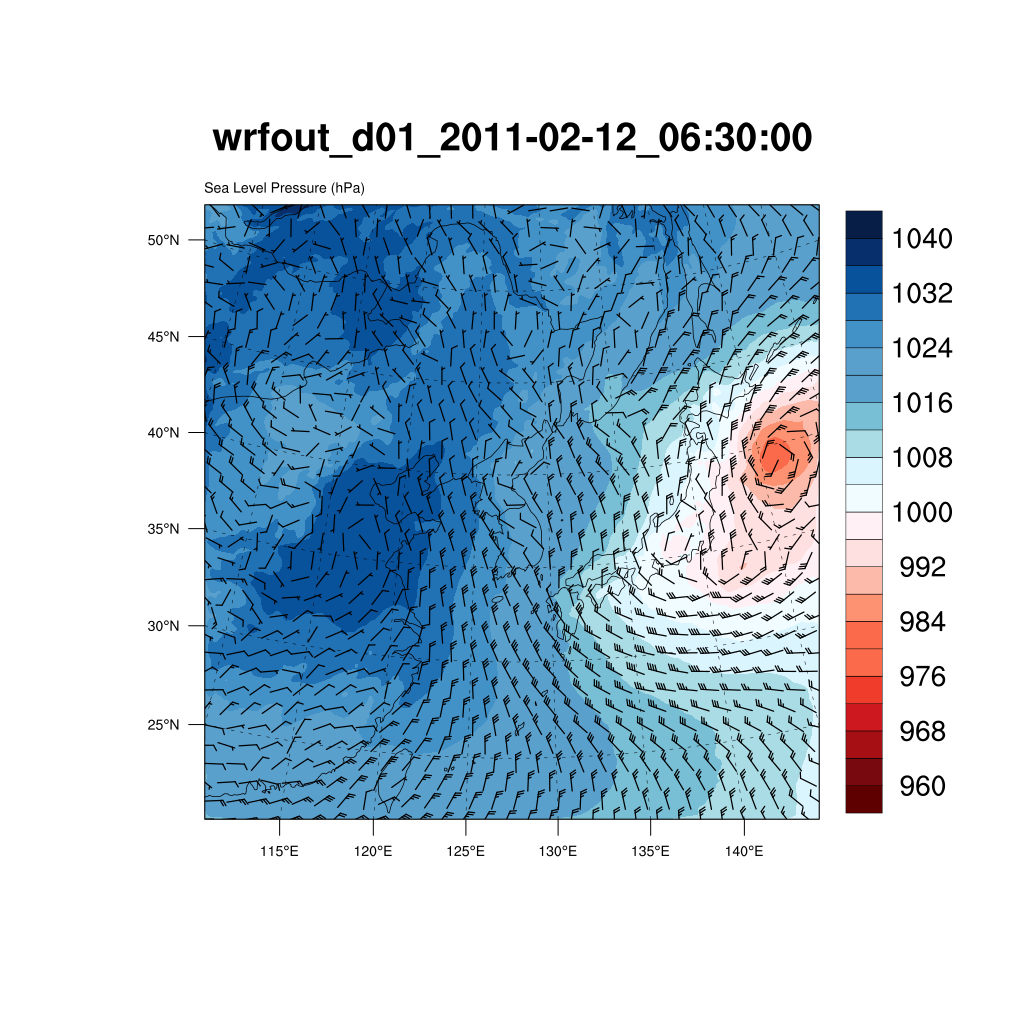 wrfout_d01_2011-02-12_06:30:00
Sea Level Pressure (hPa)
50°N
45°N
40°N
35°N
30°N
25°N
115°E 120°E 125°E 130°E 135°E 140°E
1040
1032
1024
1016
1008
1000
992
984
976
968
960